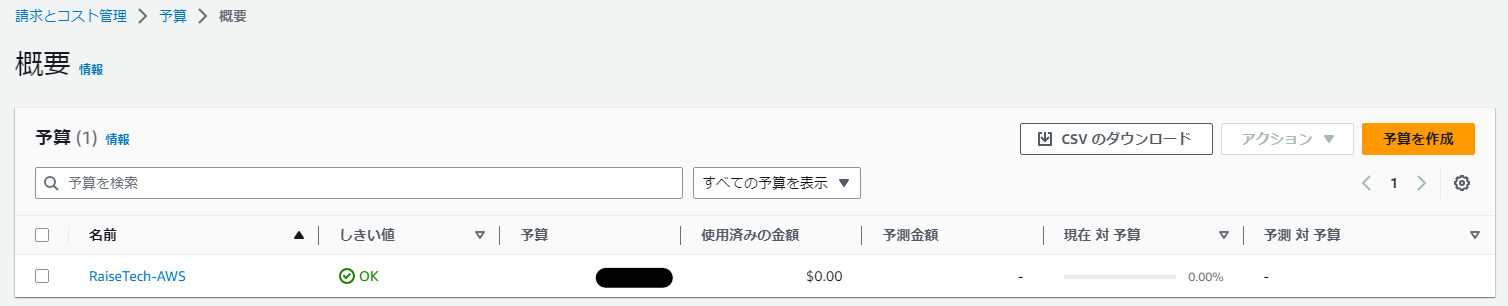 請求とコスト管理 > 予算 > 概要
概要 情報
予算 (1) 情報
CSV のダウンロード アクション ▼ 予算を作成
予算を検索 すべての予算を表示 ▼ < 1 >
名前 ▲ しきい値 ▽ 予算 使用済みの金額 予測金額 現在 対 予算 ▽ 予測 対 予算 ▽
RaiseTech-AWS OK $0.00 - 0.00% -